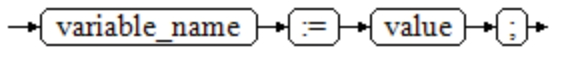 variable_name := value ;